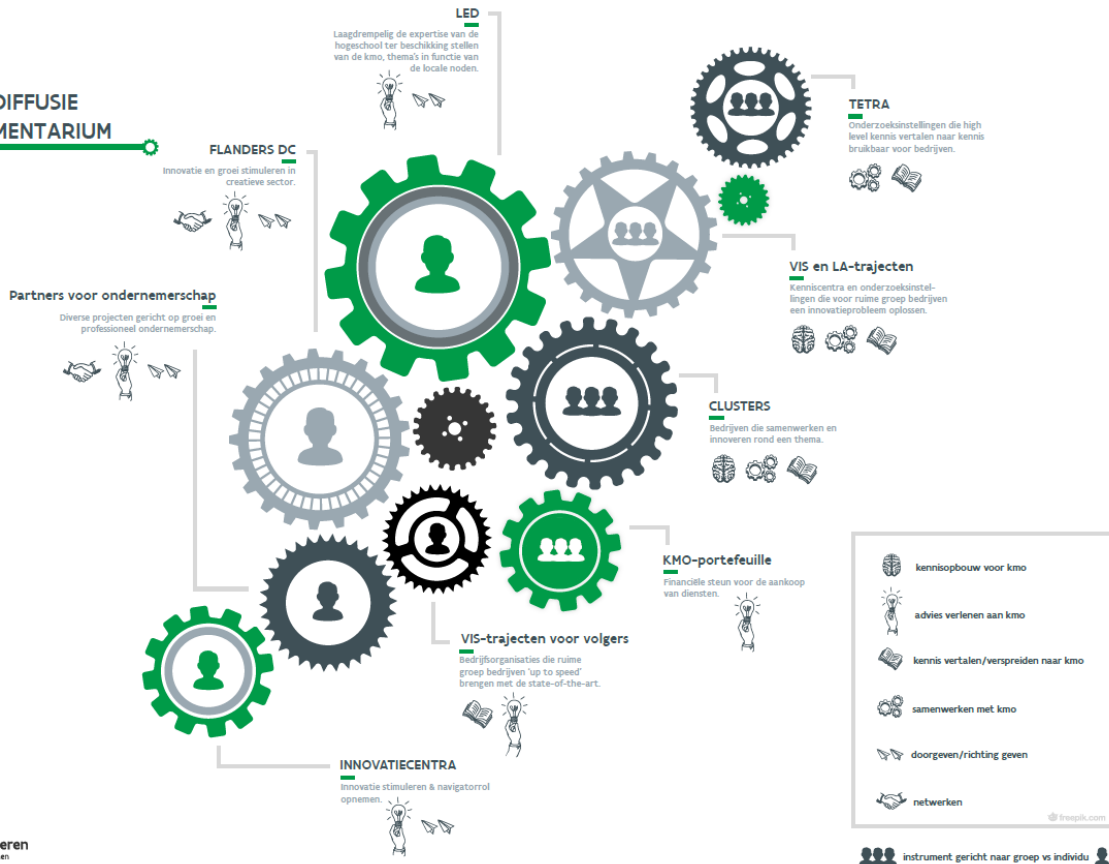 DIFFUSIE
MENTARIUM
LED
Laagdrempelig de expertise van de
hogeschool ter beschikking stellen
van de kmo, thema's in functie van
de locale noden.
FLANDERS DC
Innovatie en groei stimuleren in
creatieve sector.
Partners voor ondernemerschap
Diverse projecten gericht op groei en
professioneel ondernemerschap.
TETRA
Onderzoeksinstellingen die high
level kennis vertalen naar kennis
bruikbaar voor bedrijven.
VIS en LA-trajecten
Kenniscentra en onderzoeksinstel-
lingen die voor ruime groep bedrijven
een innovatieprobleem oplossen.
CLUSTERS
Bedrijven die samenwerken en
innoveren rond een thema.
KMO-portefeuille
Financiële steun voor de aankoop
van diensten.
VIS-trajecten voor volgers
Bedrijfsorganisaties die ruime
groep bedrijven 'up to speed'
brengen met de state-of-the-art.
INNOVATIECENTRA
Innovatie stimuleren & navigatorrol
opnemen.
kennisopbouw voor kmo
advies verlenen aan kmo
kennis vertalen/verspreiden naar kmo
samenwerken met kmo
doorgeven/richting geven
netwerken
freepik.com
instrument gericht naar groep vs individu
eren
en